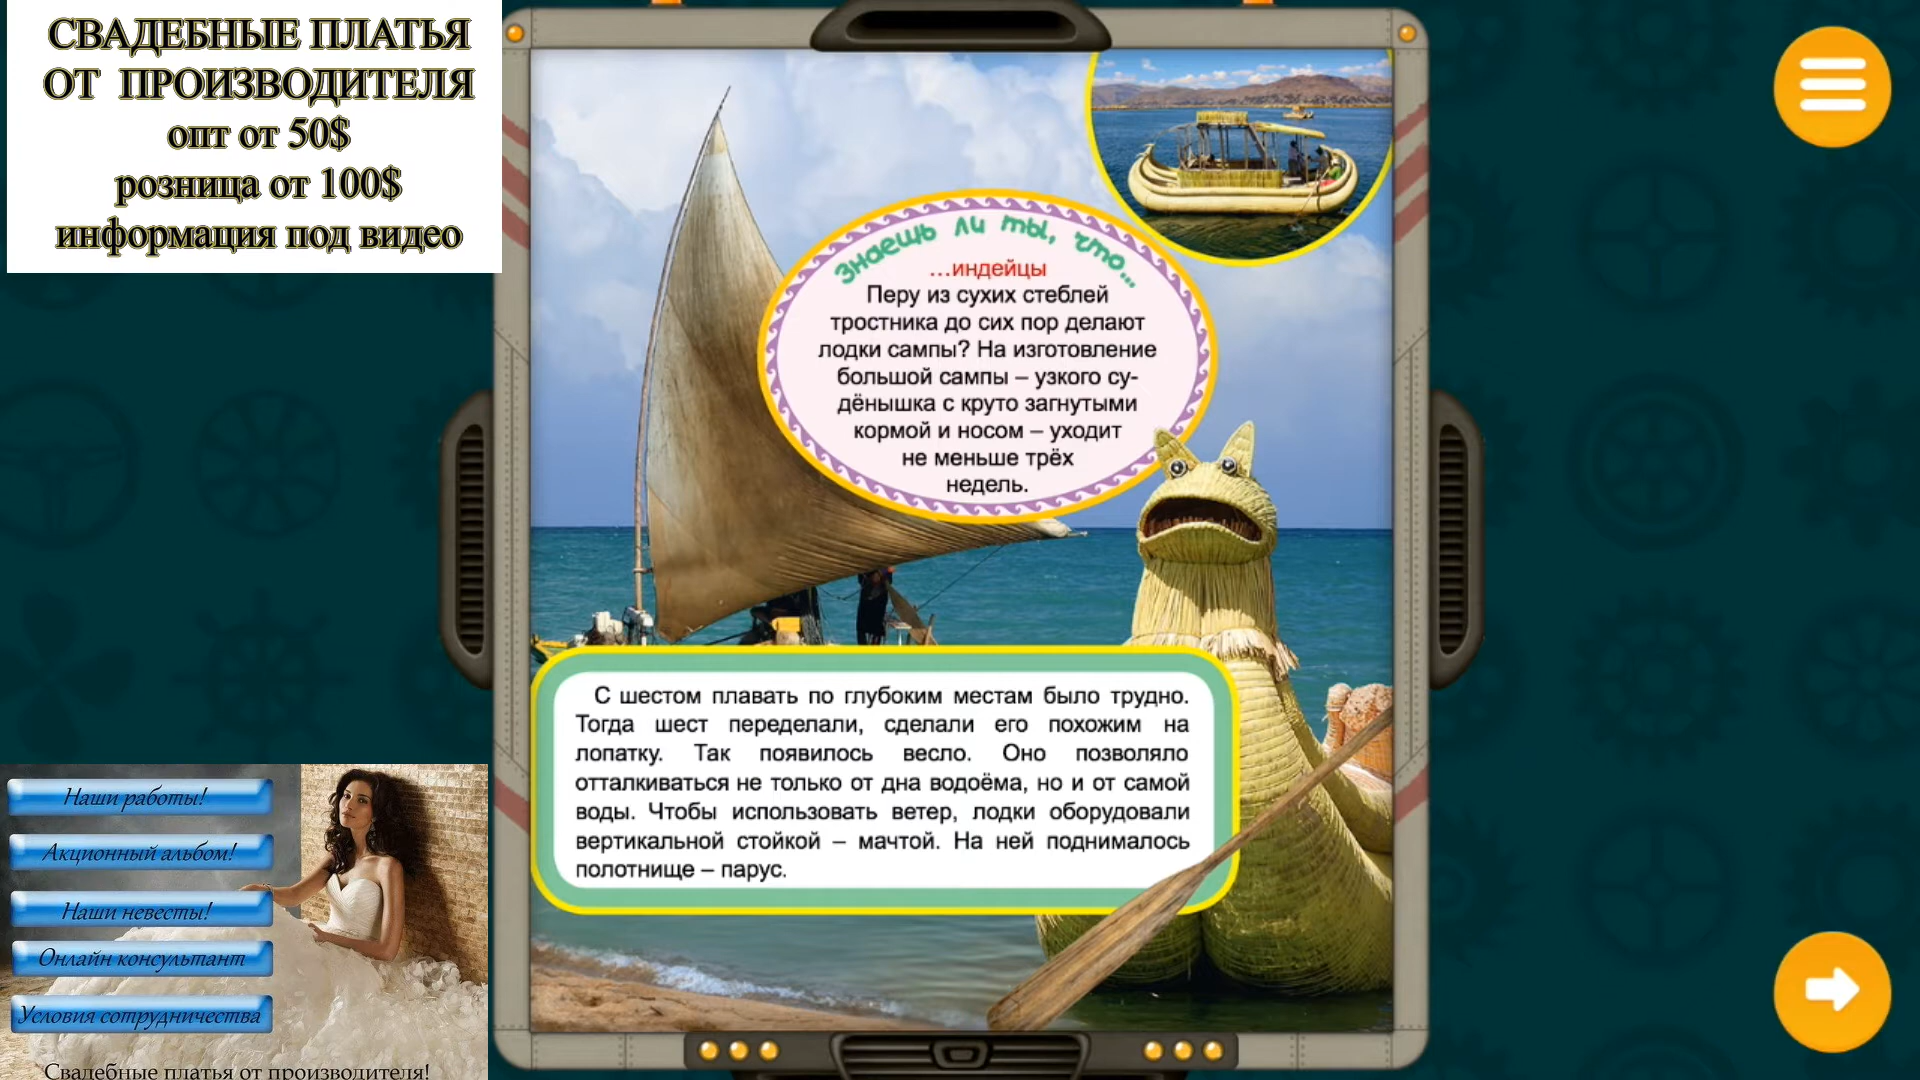 СВАДЕБНЫЕ ПЛАТЬЯ
ОТ ПРОИЗВОДИТЕЛЯ
опт от 50$
розница от 100$
информация под видео
знаешь ли ты, что...
...индейцы
Перу из сухих стеблей
тростника до сих пор делают
лодки сампы? На изготовление
большой сампы – узкого су-
дёнышка с круто загнутыми
кормой и носом – уходит
не меньше трёх
недель.
С шестом плавать по глубоким местам было трудно.
Тогда шест переделали, сделали его похожим на
лопатку. Так появилось весло. Оно позволяло
отталкиваться не только от дна водоёма, но и от самой
воды. Чтобы использовать ветер, лодки оборудовали
вертикальной стойкой – мачтой. На ней поднималось
полотнище – парус.
Наши работы!
Акционный альбом!
Наши невесты!
Онлайн консультант
Условия сотрудничества
Свадебные платья от производителя!